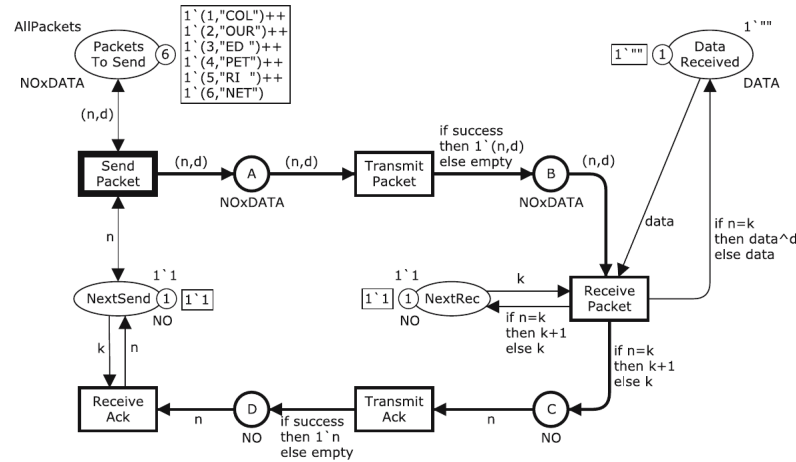 AllPackets
Packets
To Send
6
NOxDATA
1`(1,"COL")++
1`(2,"OUR")++
1`(3,"ED ")++
1`(4,"PET")++
1`(5,"RI  ")++
1`(6,"NET")
1`""
1`""
1
Data
Received
DATA
(n,d)
Send
Packet
(n,d)
A
NOxDATA
(n,d)
Transmit
Packet
if success
then 1`(n,d)
else empty
B
NOxDATA
(n,d)
n
data
if n=k
then data^d
else data
1`1
NextSend
1
1`1
NO
1`1
1`1
1
NextRec
NO
k
if n=k
then k+1
else k
Receive
Packet
k
n
if n=k
then k+1
else k
Receive
Ack
n
D
NO
if success
then 1`n
else empty
Transmit
Ack
n
C
NO